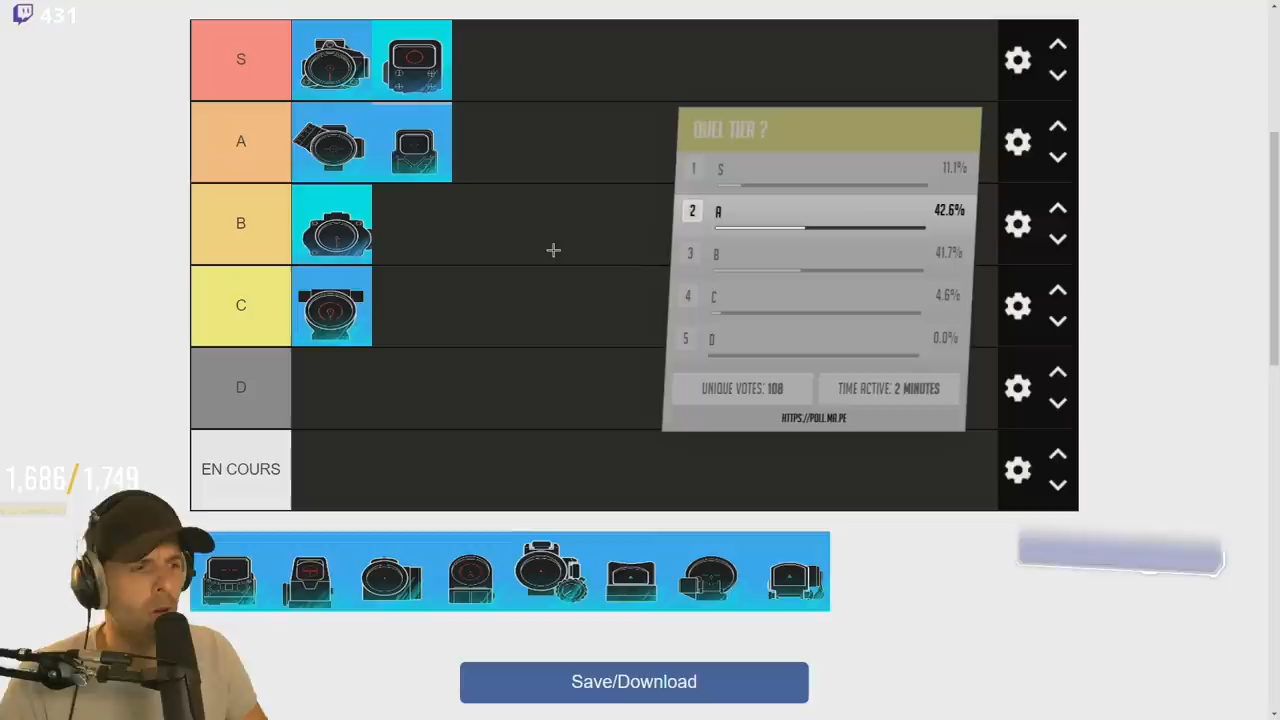 431
S
A
B
C
D
EN COURS
QUEL TIER ?
1 S 11.1%
2 A 42.6%
3 B 41.7%
4 C 4.6%
5 D 0.0%
UNIQUE VOTES: 108
TIME ACTIVE: 2 MINUTES
HTTPS://POLL.MA.PE
1,686/1,749
Save/Download